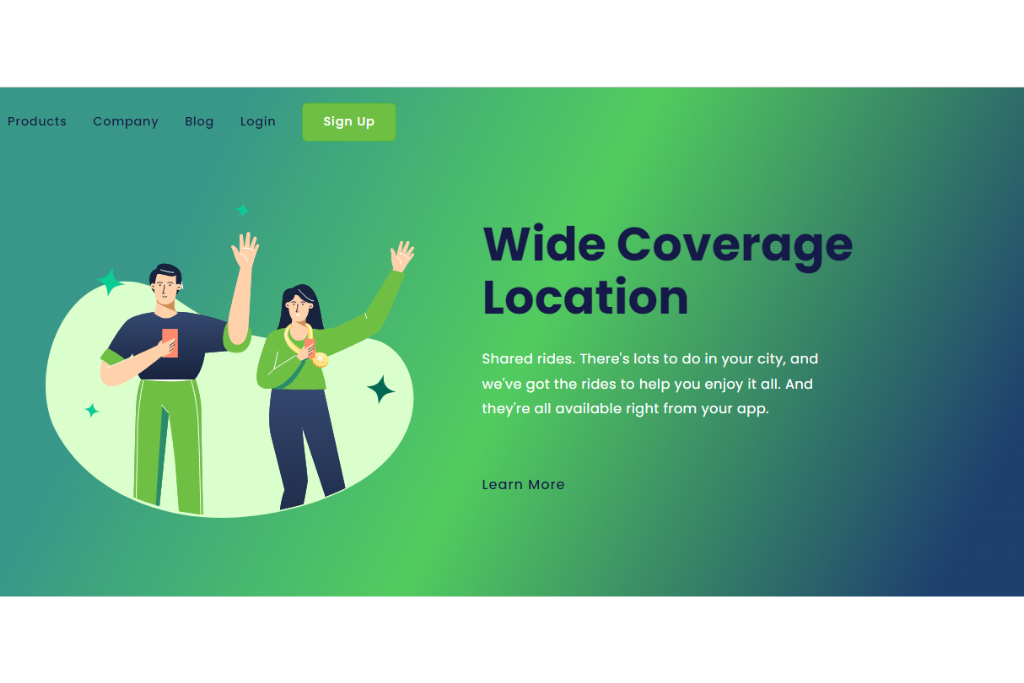 Products Company Blog Login Sign Up
Wide Coverage
Location
Shared rides. There's lots to do in your city, and
we've got the rides to help you enjoy it all. And
they're all available right from your app.
Learn More